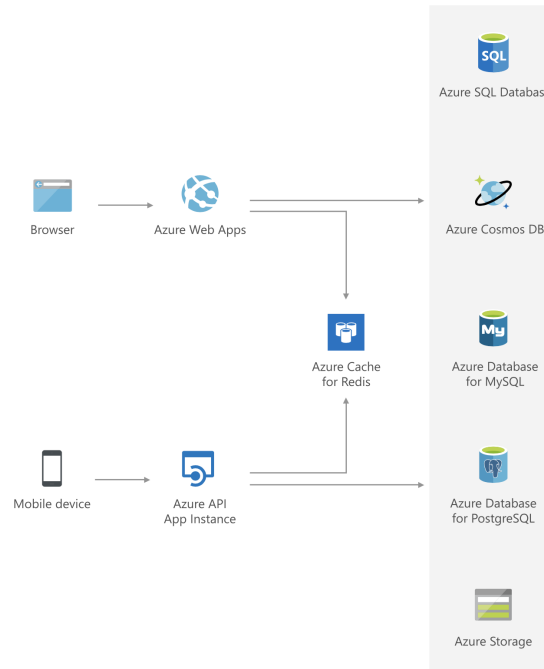 SQL
Azure SQL Databas
Browser
Azure Web Apps
Azure Cosmos DB
My
Azure Cache
for Redis
Azure Database
for MySQL
Mobile device
Azure API
App Instance
Azure Database
for PostgreSQL
Azure Storage